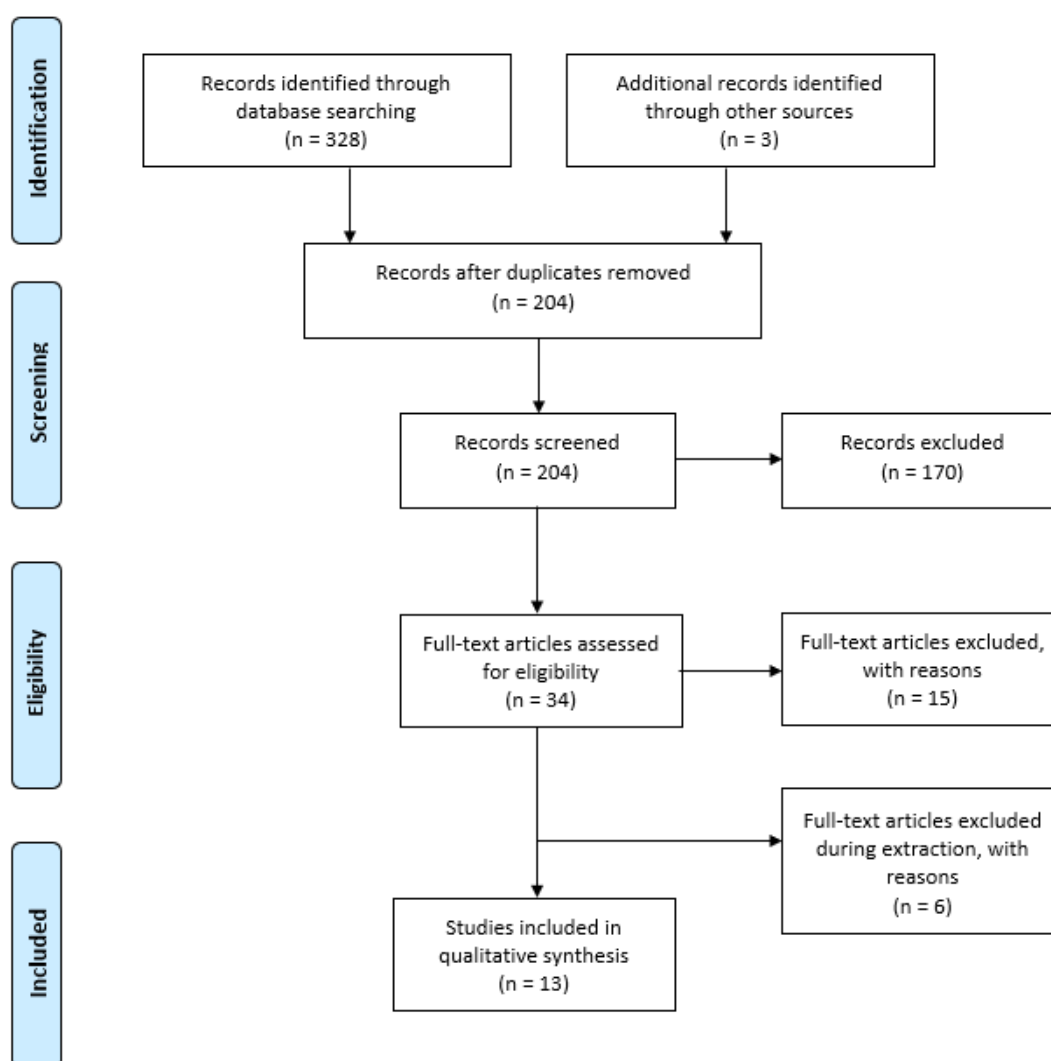 Identification
Records identified through
database searching
(n = 328)
Additional records identified
through other sources
(n = 3)
Records after duplicates removed
(n = 204)
Screening
Records screened
(n = 204)
Records excluded
(n = 170)
Eligibility
Full-text articles assessed
for eligibility
(n = 34)
Full-text articles excluded,
with reasons
(n = 15)
Full-text articles excluded
during extraction, with
reasons
(n = 6)
Included
Studies included in
qualitative synthesis
(n = 13)